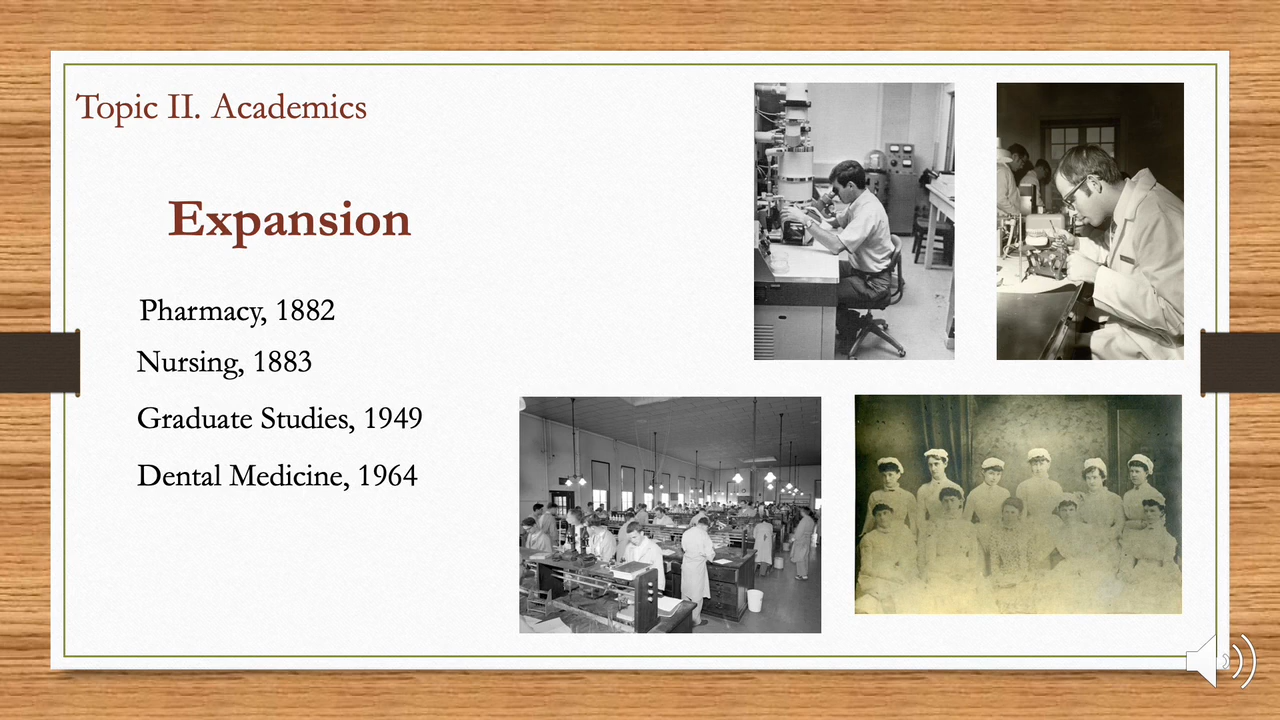 Topic II. Academics
Expansion
Pharmacy, 1882
Nursing, 1883
Graduate Studies, 1949
Dental Medicine, 1964